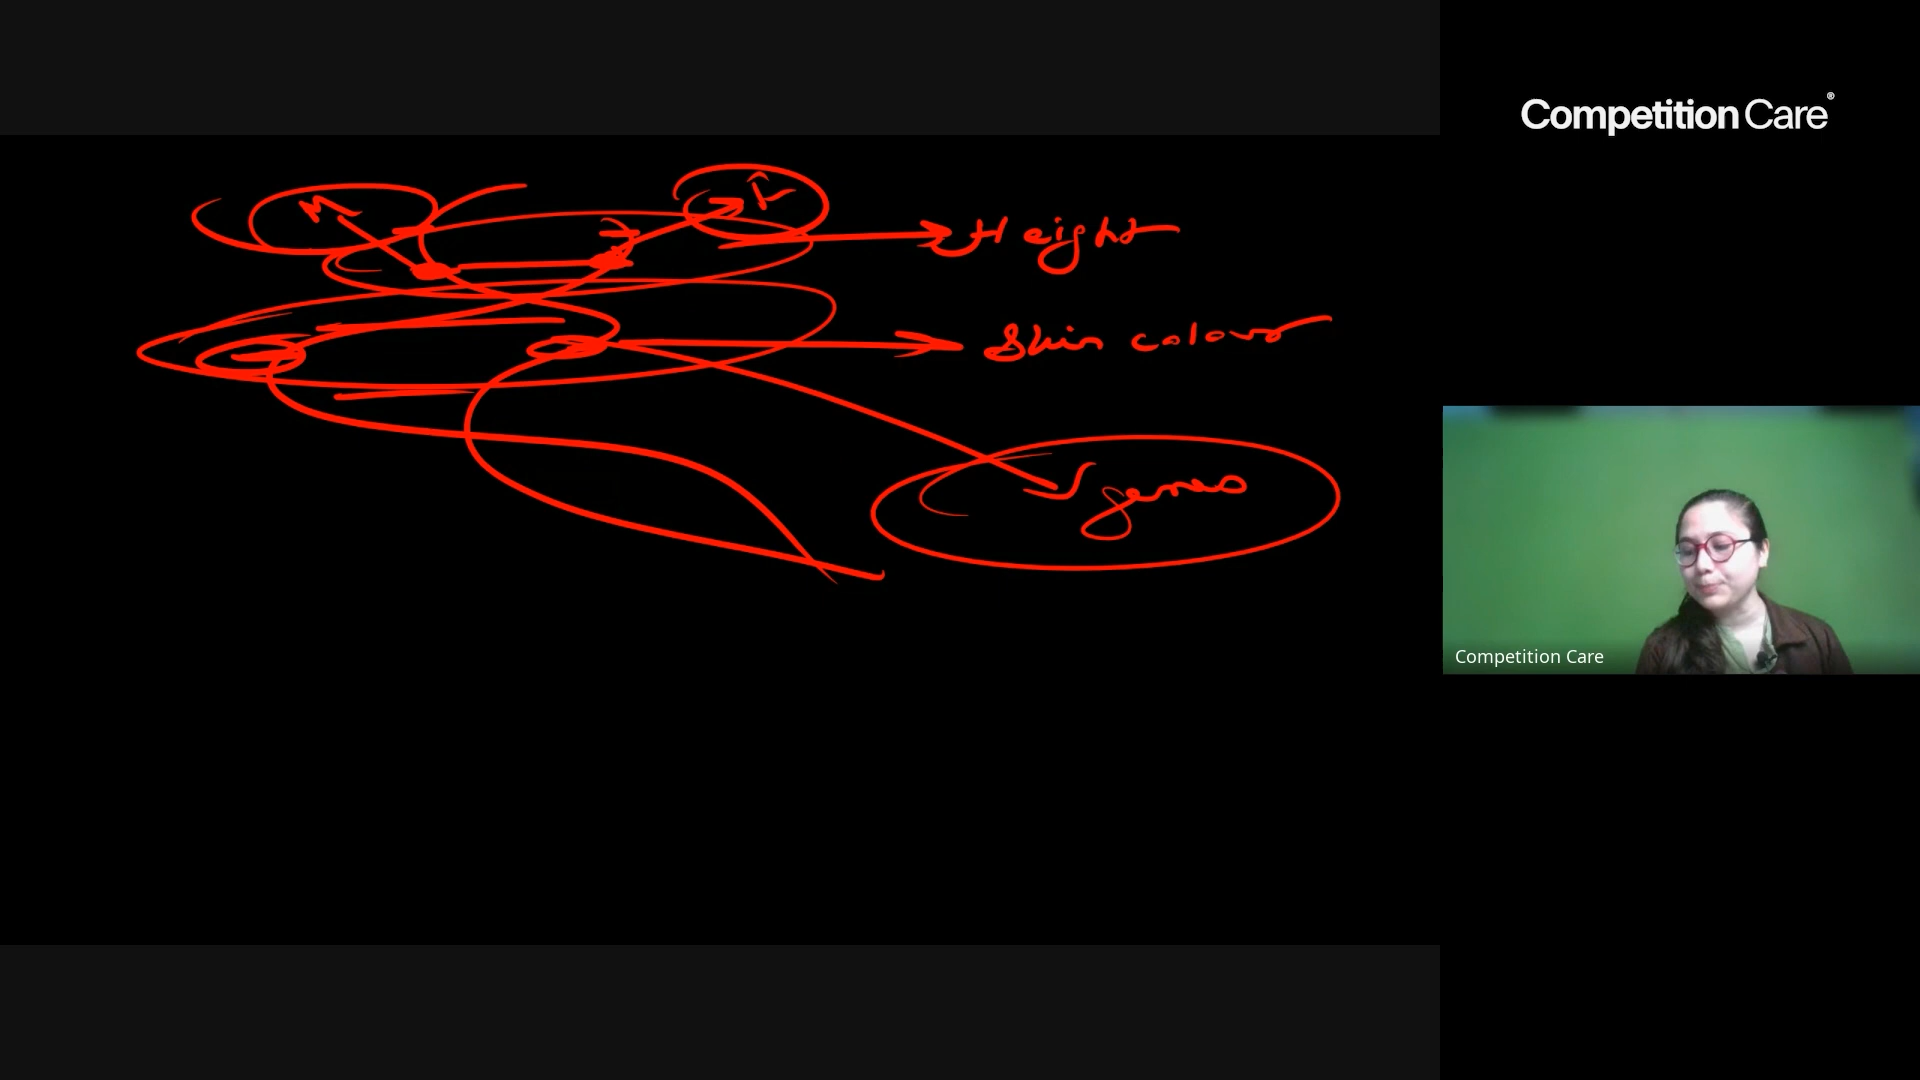 Competition Care®
M
F
Height
Skin colour
genes
Competition Care